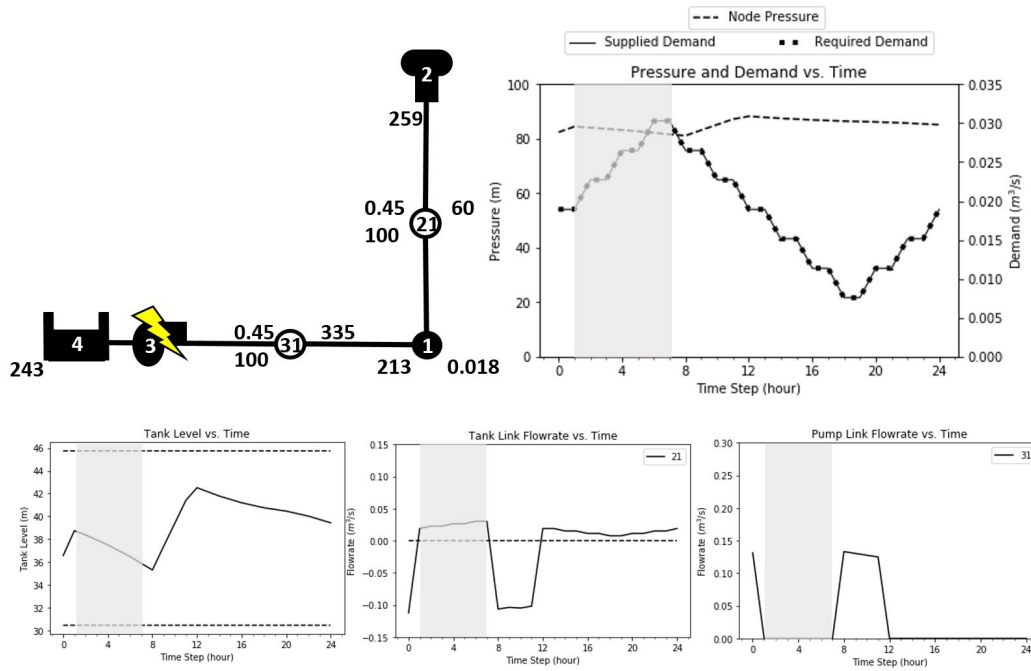 2
259
0.45 60
21
100
0.45 335
4 3 31 1
100
243 213 0.018
Node Pressure
Supplied Demand Required Demand
Pressure and Demand vs. Time
100
80
60
40
20
0
Pressure (m)
0.035
0.030
0.025
0.020
0.015
0.010
0.005
0.000
Demand (m³/s)
0 4 8 12 16 20 24
Time Step (hour)
Tank Level vs. Time
46
44
42
40
38
36
34
32
30
Tank Level (m)
0 4 8 12 16 20 24
Time Step (hour)
Tank Link Flowrate vs. Time
21
0.15
0.10
0.05
0.00
−0.05
−0.10
−0.15
Flowrate (m³/s)
0 4 8 12 16 20 24
Time Step (hour)
Pump Link Flowrate vs. Time
31
0.30
0.25
0.20
0.15
0.10
0.05
0.00
Flowrate (m³/s)
0 4 8 12 16 20 24
Time Step (hour)